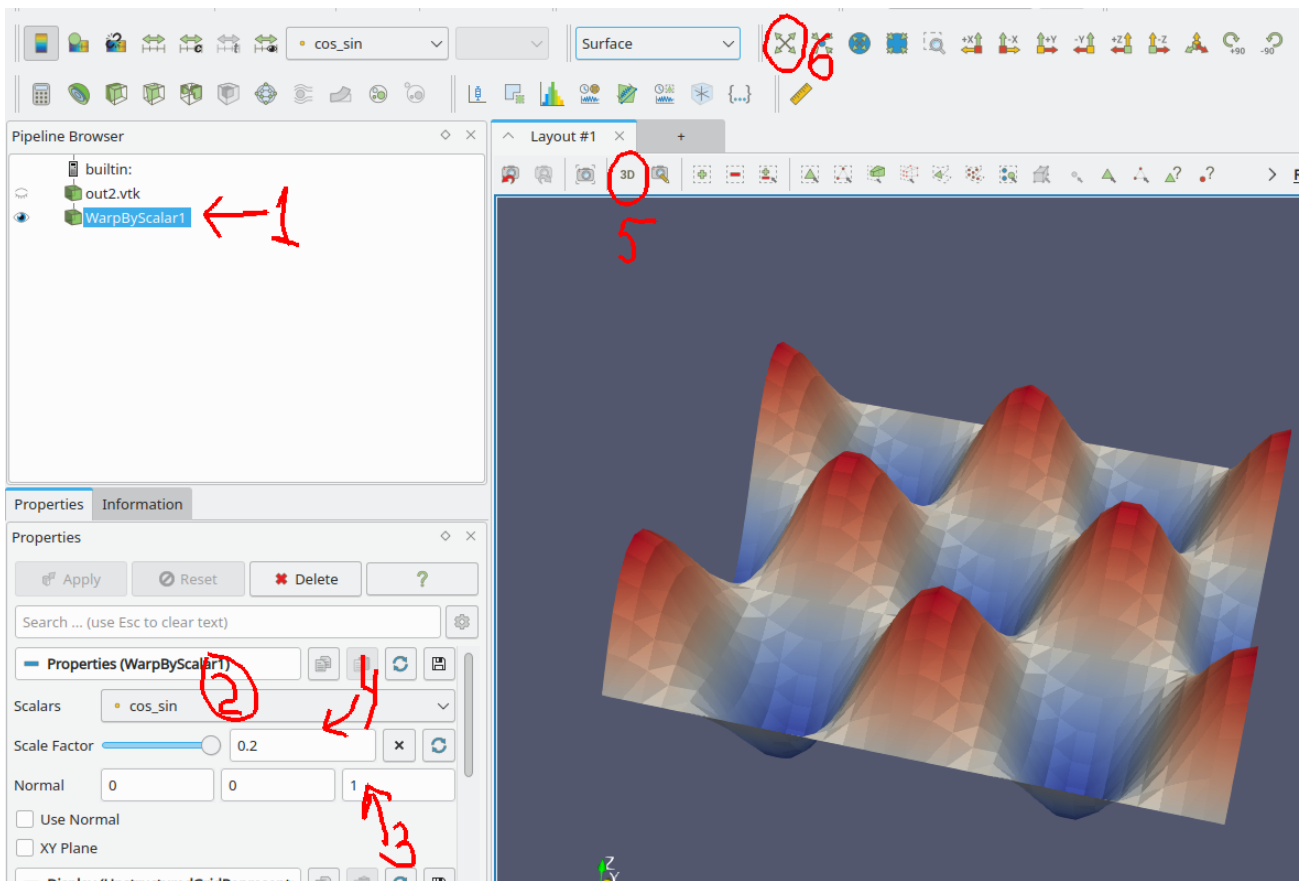 cos_sin Surface 6 +X -X +Y -Y +Z -Z +90 -90
{...}
Pipeline Browser Layout #1 +
builtin: 3D ? ?
out2.vtk
WarpByScalar1 1 5
Properties Information
Properties
Apply Reset Delete ?
Search ... (use Esc to clear text)
Properties (WarpByScalar1)
2 4
Scalars cos_sin
Scale Factor 0.2
Normal 0 0 1
Use Normal 3
XY Plane
Z
Y